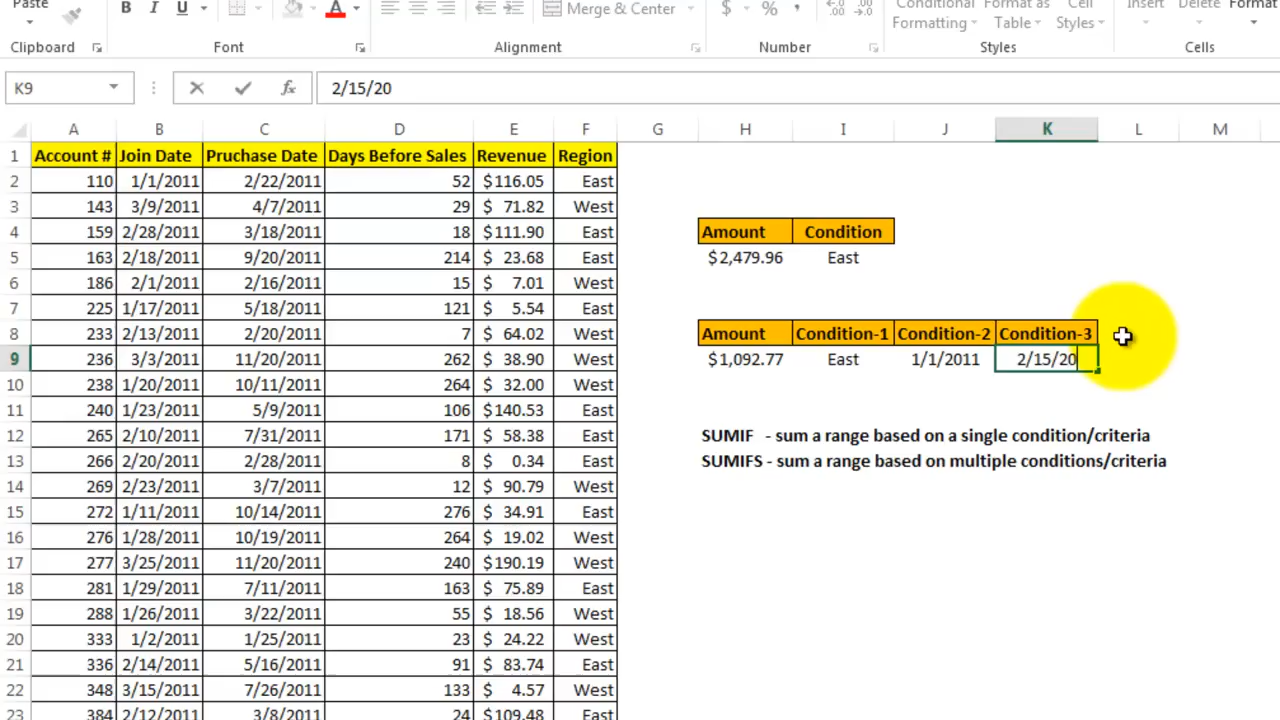 Paste B I U A Merge & Center $ % , .00 .0 Conditional Format as Cell Insert Delete Format
Formatting Table Styles
Clipboard Font Alignment Number Styles Cells
K9 fx 2/15/20
A B C D E F G H I J K L M
1 Account # Join Date Pruchase Date Days Before Sales Revenue Region
2 110 1/1/2011 2/22/2011 52 $116.05 East
3 143 3/9/2011 4/7/2011 29 $ 71.82 West
4 159 2/28/2011 3/18/2011 18 $111.90 East Amount Condition
5 163 2/18/2011 9/20/2011 214 $ 23.68 East $2,479.96 East
6 186 2/1/2011 2/16/2011 15 $ 7.01 West
7 225 1/17/2011 5/18/2011 121 $ 5.54 East
8 233 2/13/2011 2/20/2011 7 $ 64.02 West Amount Condition-1 Condition-2 Condition-3
9 236 3/3/2011 11/20/2011 262 $ 38.90 West $1,092.77 East 1/1/2011 2/15/20
10 238 1/20/2011 10/11/2011 264 $ 32.00 West
11 240 1/23/2011 5/9/2011 106 $140.53 East
12 265 2/10/2011 7/31/2011 171 $ 58.38 East SUMIF - sum a range based on a single condition/criteria
13 266 2/20/2011 2/28/2011 8 $ 0.34 East SUMIFS - sum a range based on multiple conditions/criteria
14 269 2/23/2011 3/7/2011 12 $ 90.79 West
15 272 1/11/2011 10/14/2011 276 $ 34.91 East
16 276 1/28/2011 10/19/2011 264 $ 19.02 West
17 277 3/25/2011 11/20/2011 240 $190.19 West
18 281 1/29/2011 7/11/2011 163 $ 75.89 East
19 288 1/26/2011 3/22/2011 55 $ 18.56 West
20 333 1/2/2011 1/25/2011 23 $ 24.22 West
21 336 2/14/2011 5/16/2011 91 $ 83.74 East
22 348 3/15/2011 7/26/2011 133 $ 4.57 West
23 384 2/12/2011 3/8/2011 24 $109.48 East